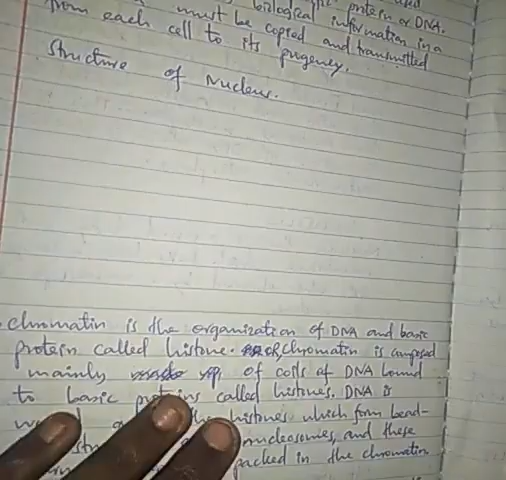 protein or DNA.
must be biological information in a
from each cell to its progency. copied and transmitted
Structure of Nucleus.
chromatin is the organization of DNA and basic
protein called histone. OR, chromatin is composed
mainly of coils of DNA bound
to basic proteins called histones. DNA is
the histones which form bead-
nucleosomes, and these
packed in the chromatin